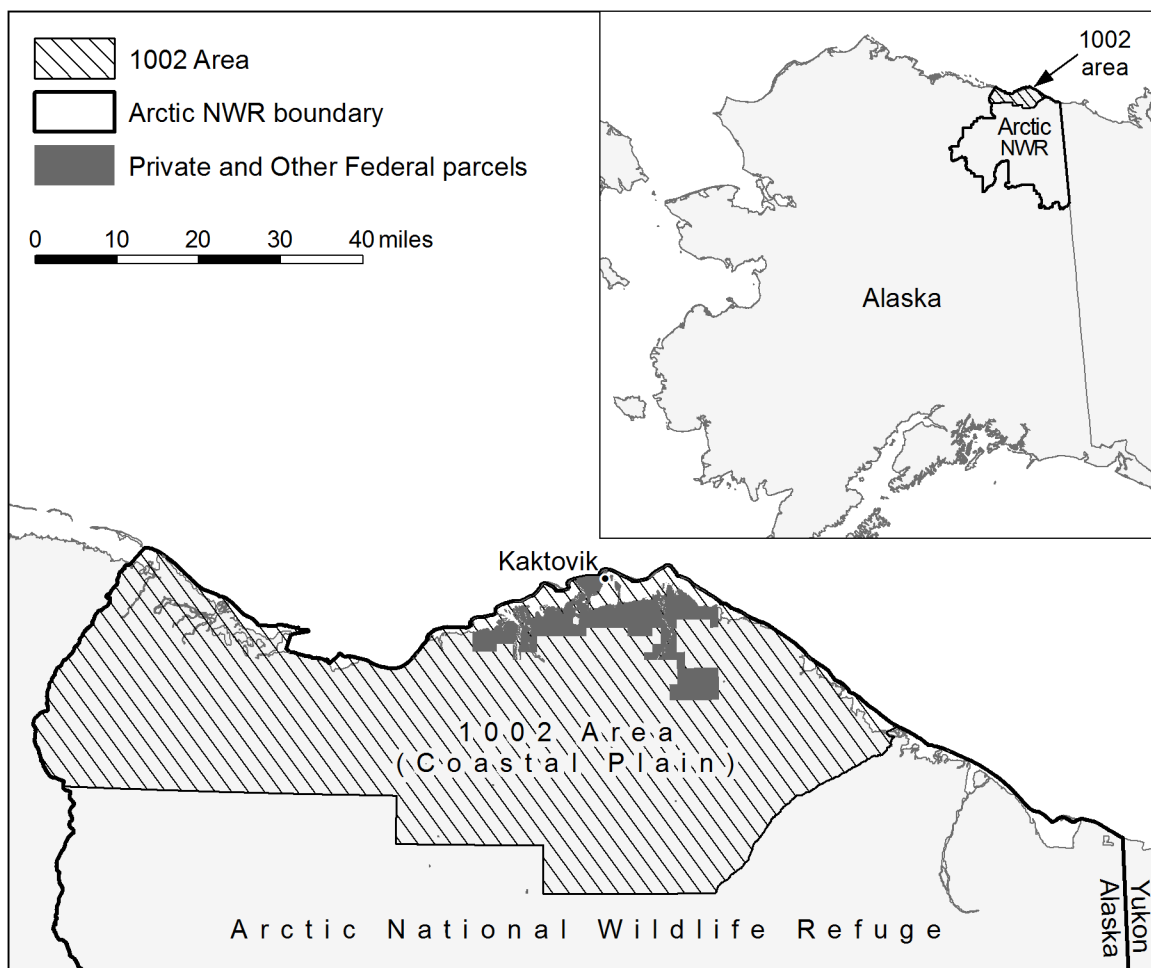 1002 Area
Arctic NWR boundary
Private and Other Federal parcels
0 10 20 30 40 miles
1002
area
Arctic
NWR
Alaska
Kaktovik
1002 Area
(Coastal Plain)
Arctic National Wildlife Refuge
Yukon
Alaska